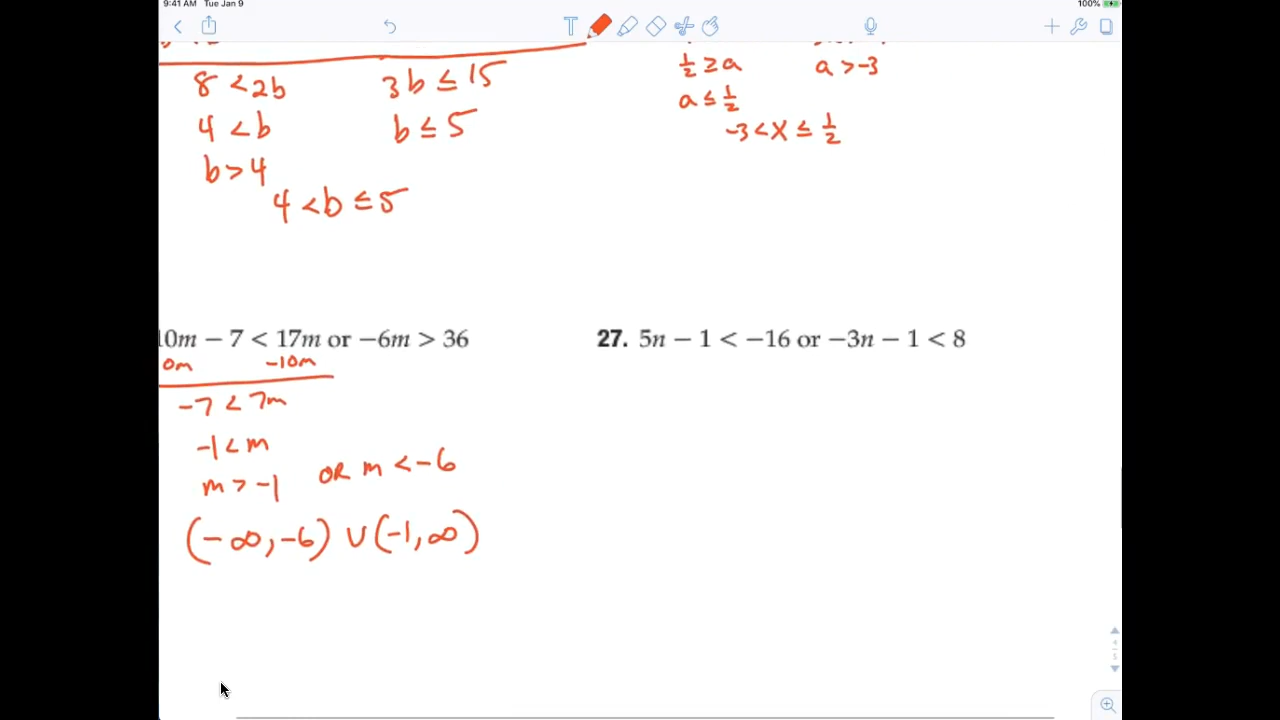 9:41 AM Tue Jan 9
100%
T
8 < 2b
3b ≤ 15
4 < b
b ≤ 5
b > 4
4 < b ≤ 5
½ ≥ a
a > -3
a ≤ ½
-3 < x ≤ ½
10m − 7 < 17m or −6m > 36
0m -10m
-7 < 7m
-1 < m
m > -1 OR m < -6
(-∞, -6) ∪ (-1, ∞)
27. 5n − 1 < −16 or −3n − 1 < 8